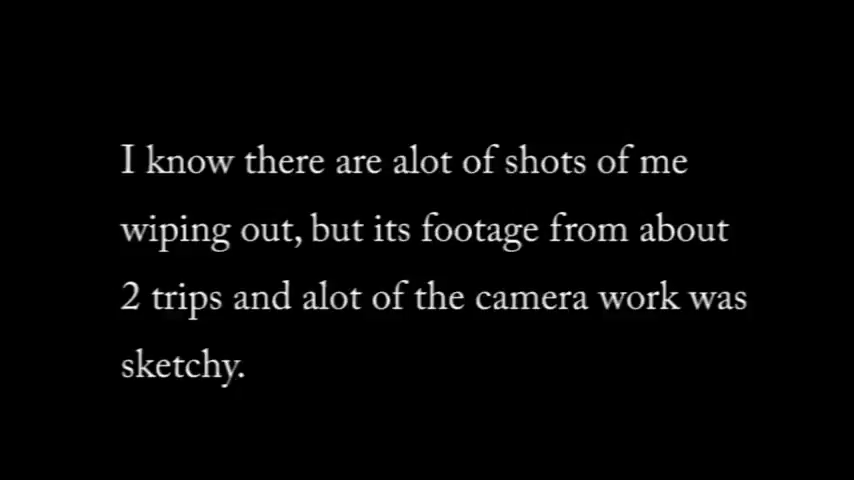 I know there are alot of shots of me
wiping out, but its footage from about
2 trips and alot of the camera work was
sketchy.